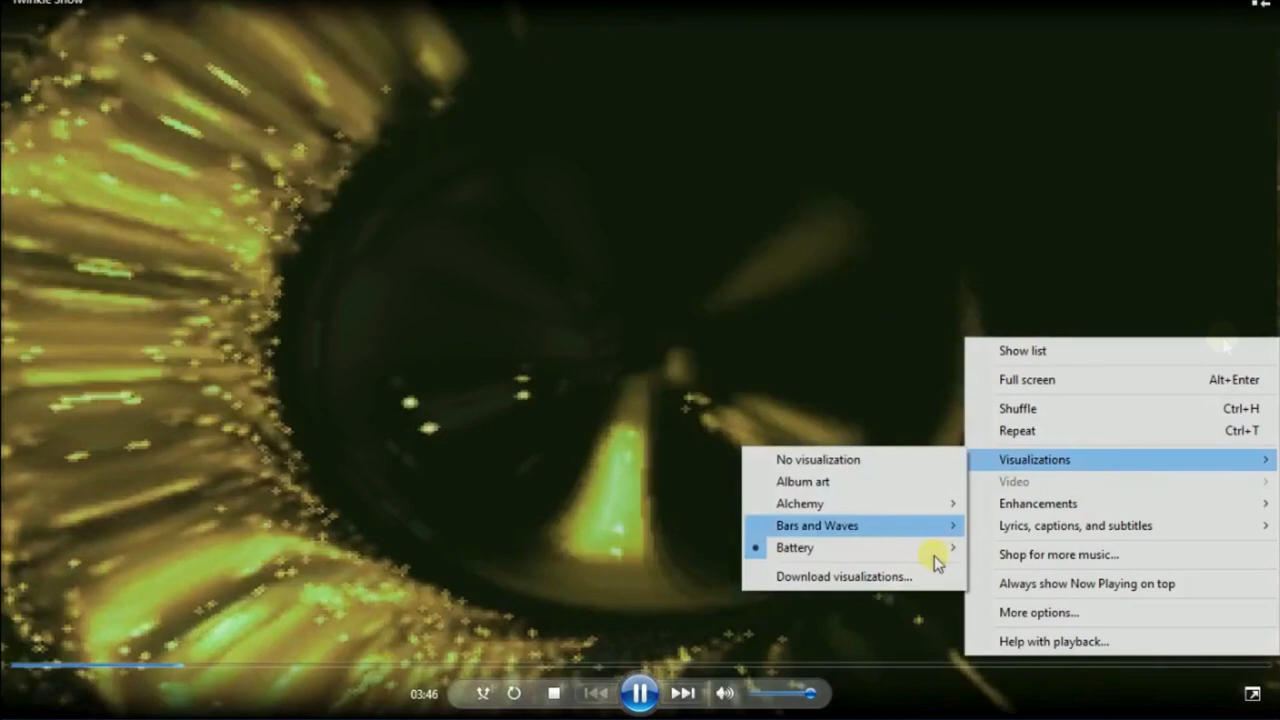 Twinkle Show
Show list
Full screen Alt+Enter
Shuffle Ctrl+H
Repeat Ctrl+T
Visualizations
Video
Enhancements
Lyrics, captions, and subtitles
Shop for more music...
Always show Now Playing on top
More options...
Help with playback...
No visualization
Album art
Alchemy
Bars and Waves
Battery
Download visualizations...
03:46